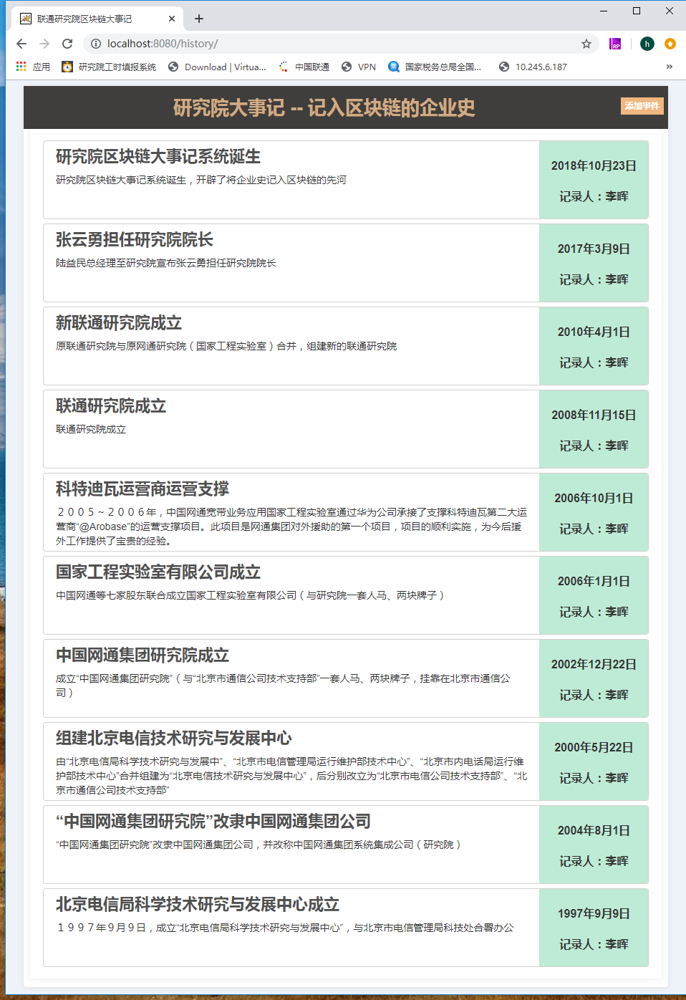 联通研究院区块链大事记
localhost:8080/history/
h
应用
研究院工时填报系统
Download | Virtua...
中国联通
VPN
国家税务总局全国...
10.245.6.187
»
研究院大事记 -- 记入区块链的企业史
添加事件
研究院区块链大事记系统诞生
研究院区块链大事记系统诞生，开辟了将企业史记入区块链的先河
2018年10月23日
记录人：李晖
张云勇担任研究院院长
陆益民总经理至研究院宣布张云勇担任研究院院长
2017年3月9日
记录人：李晖
新联通研究院成立
原联通研究院与原网通研究院（国家工程实验室）合并，组建新的联通研究院
2010年4月1日
记录人：李晖
联通研究院成立
联通研究院成立
2008年11月15日
记录人：李晖
科特迪瓦运营商运营支撑
２００５～２００６年，中国网通宽带业务应用国家工程实验室通过华为公司承接了支撑科特迪瓦第二大运
营商“@Arobase”的运营支撑项目。此项目是网通集团对外援助的第一个项目，项目的顺利实施，为今后援
外工作提供了宝贵的经验。
2006年10月1日
记录人：李晖
国家工程实验室有限公司成立
中国网通等七家股东联合成立国家工程实验室有限公司（与研究院一套人马、两块牌子）
2006年1月1日
记录人：李晖
中国网通集团研究院成立
成立“中国网通集团研究院”（与“北京市通信公司技术支持部”一套人马、两块牌子，挂靠在北京市通信公
司）
2002年12月22日
记录人：李晖
组建北京电信技术研究与发展中心
由“北京电信局科学技术研究与发展中”、“北京市电信管理局运行维护部技术中心”、“北京市内电话局运行维
护部技术中心”合并组建为“北京电信技术研究与发展中心”，后分别改立为“北京市电信公司技术支持部”、“北
京市通信公司技术支持部”
2000年5月22日
记录人：李晖
“中国网通集团研究院”改隶中国网通集团公司
“中国网通集团研究院”改隶中国网通集团公司，并改称中国网通集团系统集成公司（研究院）
2004年8月1日
记录人：李晖
北京电信局科学技术研究与发展中心成立
１９９７年９月９日，成立“北京电信局科学技术研究与发展中心”，与北京市电信管理局科技处合署办公
1997年9月9日
记录人：李晖